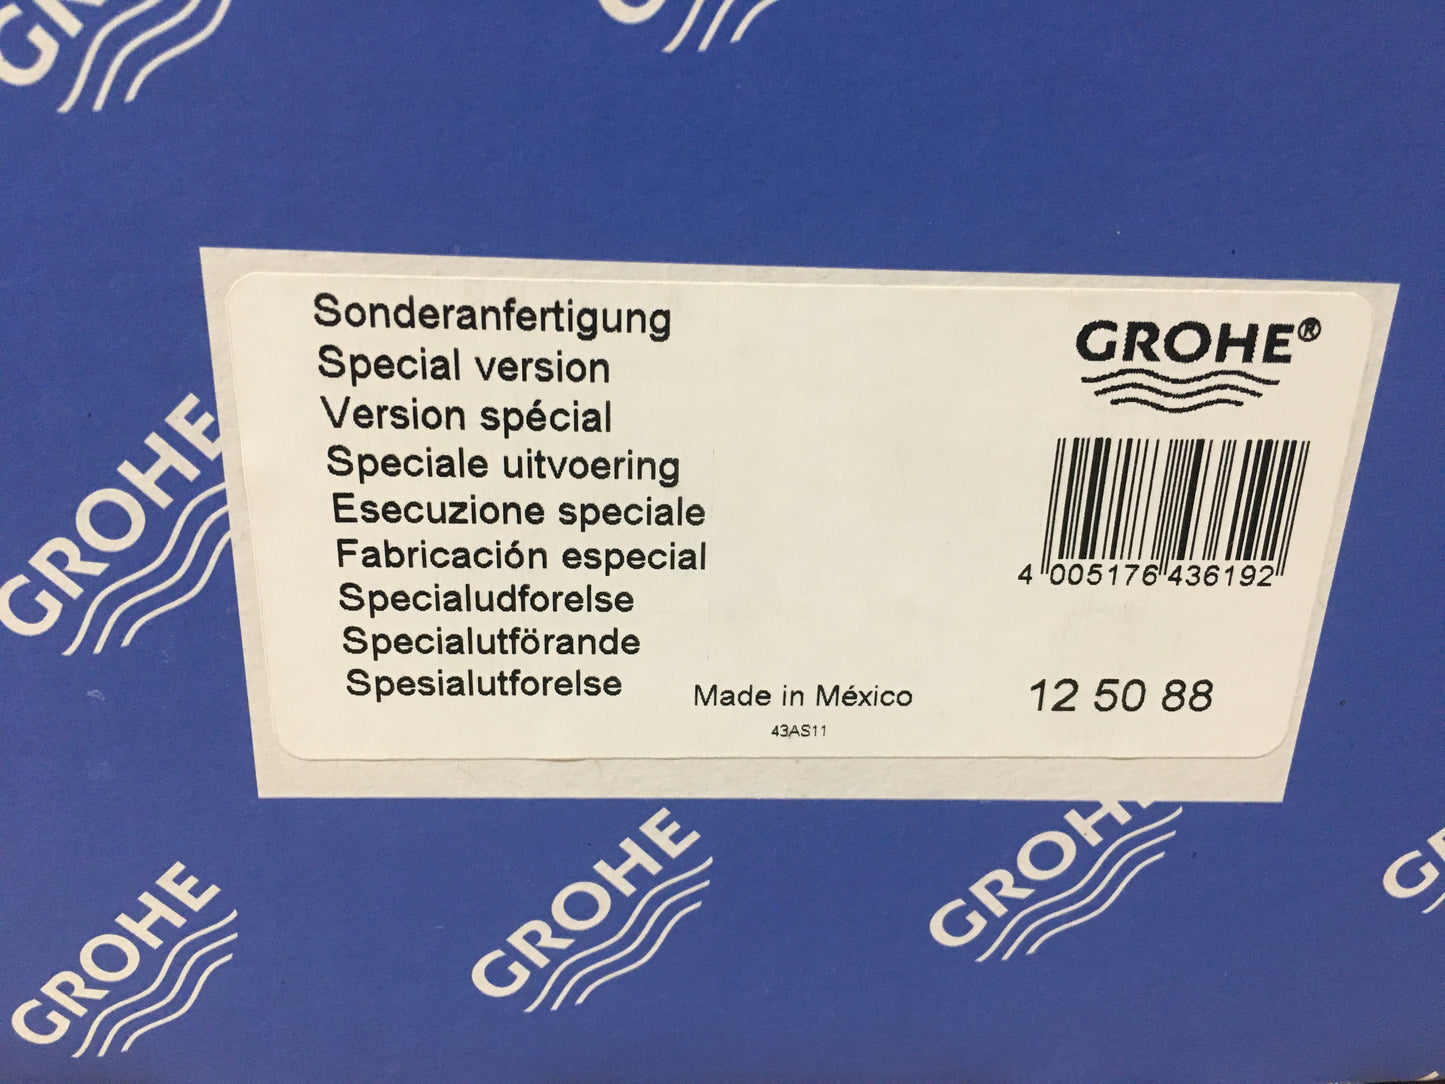 GROHE
Sonderanfertigung
Special version
Version spécial
Speciale uitvoering
Esecuzione speciale
Fabricación especial
Specialudforelse
Specialutförande
Spesialutforelse
Made in México
43AS11
GROHE®
4 005176 436192
12 50 88
GROHE
GROHE
GROHE